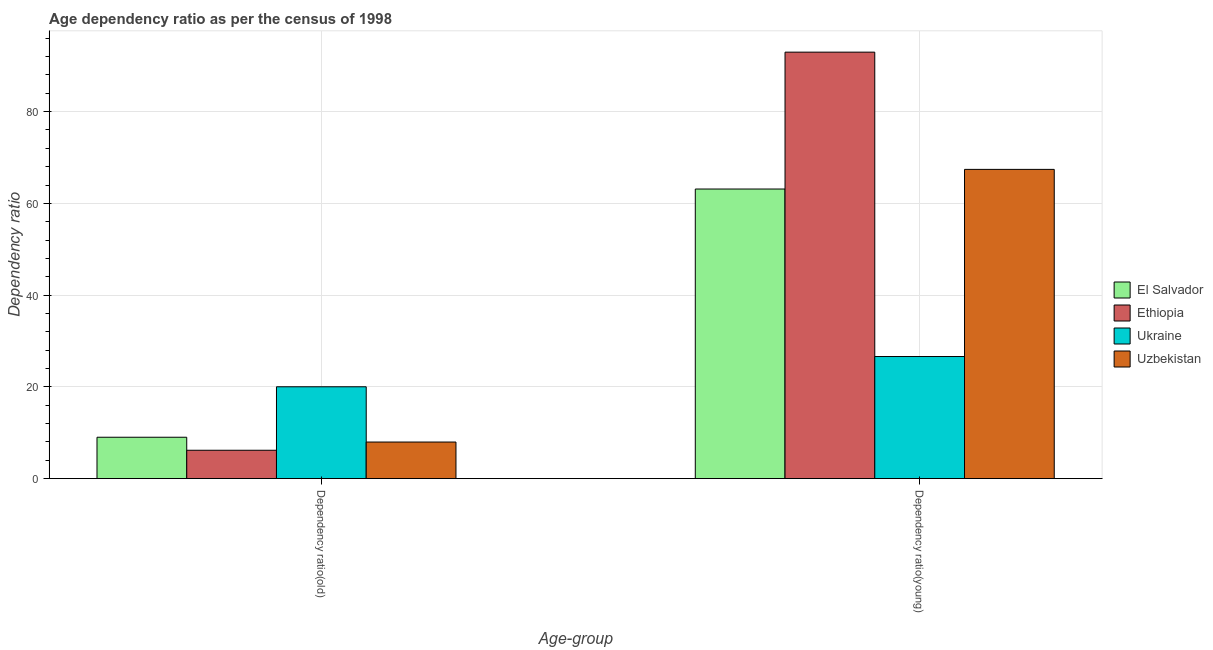 Age dependency ratio as per the census of 1998
Dependency ratio
80
60
40
20
0
Dependency ratio(old)
Dependency ratio(young)
Age-group
El Salvador
Ethiopia
Ukraine
Uzbekistan